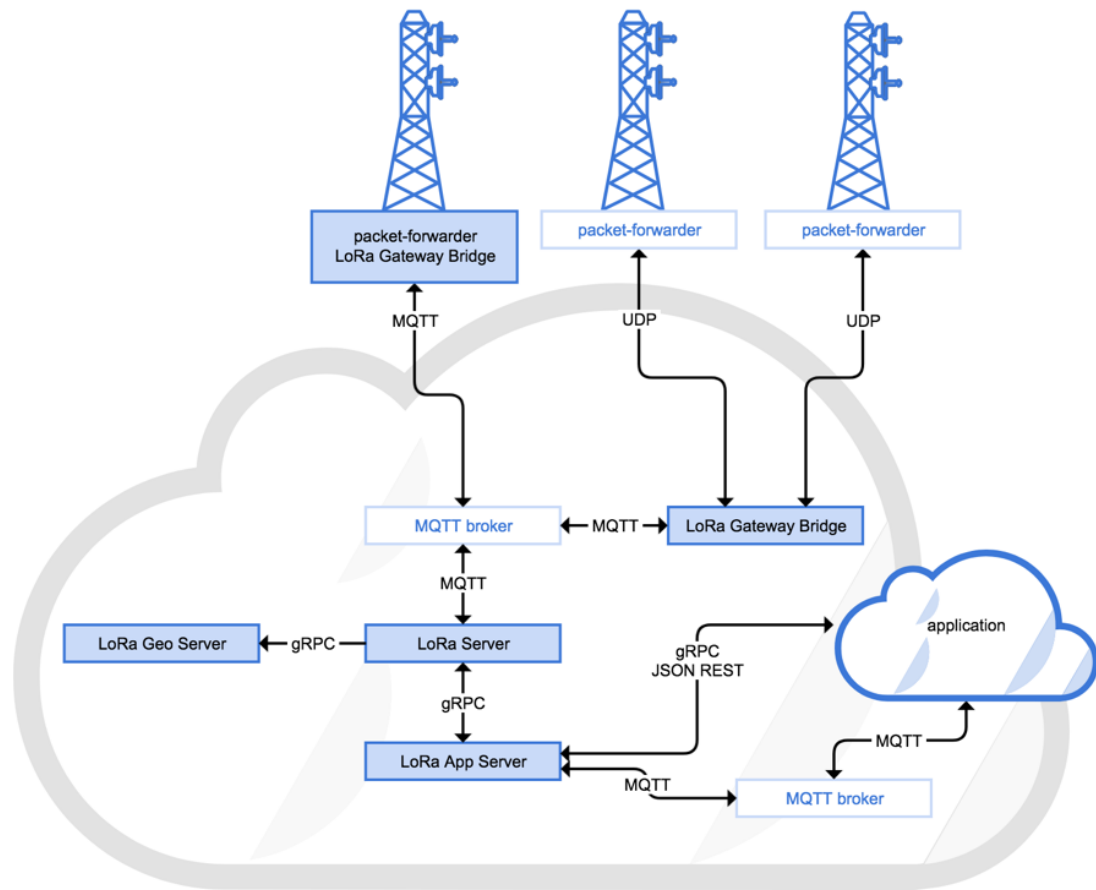 packet-forwarder
LoRa Gateway Bridge
packet-forwarder
packet-forwarder
MQTT
UDP
UDP
MQTT broker
MQTT
LoRa Gateway Bridge
MQTT
LoRa Geo Server
gRPC
LoRa Server
gRPC
JSON REST
application
gRPC
LoRa App Server
MQTT
MQTT
MQTT broker